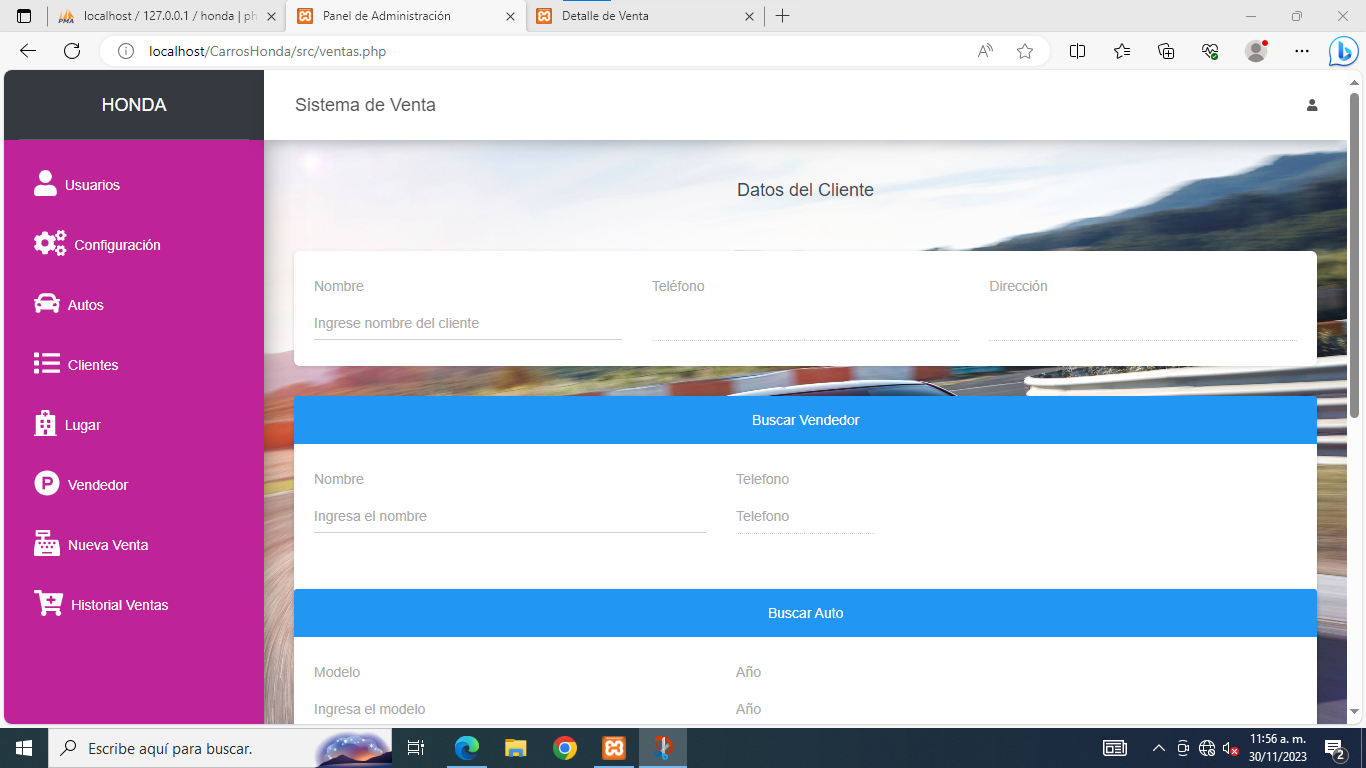 localhost / 127.0.0.1 / honda | ph
Panel de Administración
Detalle de Venta
localhost/CarrosHonda/src/ventas.php
HONDA
Sistema de Venta
Usuarios
Configuración
Autos
Clientes
Lugar
Vendedor
Nueva Venta
Historial Ventas
Datos del Cliente
Nombre Teléfono Dirección
Ingrese nombre del cliente
Buscar Vendedor
Nombre Telefono
Ingresa el nombre Telefono
Buscar Auto
Modelo Año
Ingresa el modelo Año
Escribe aquí para buscar.
11:56 a. m.
30/11/2023
2